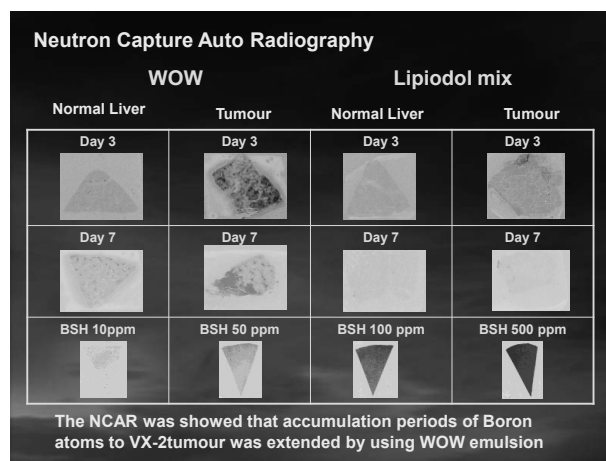 Neutron Capture Auto Radiography
WOW Lipiodol mix
Normal Liver Tumour Normal Liver Tumour
Day 3 Day 3 Day 3 Day 3
Day 7 Day 7 Day 7 Day 7
BSH 10ppm BSH 50 ppm BSH 100 ppm BSH 500 ppm
The NCAR was showed that accumulation periods of Boron
atoms to VX-2tumour was extended by using WOW emulsion